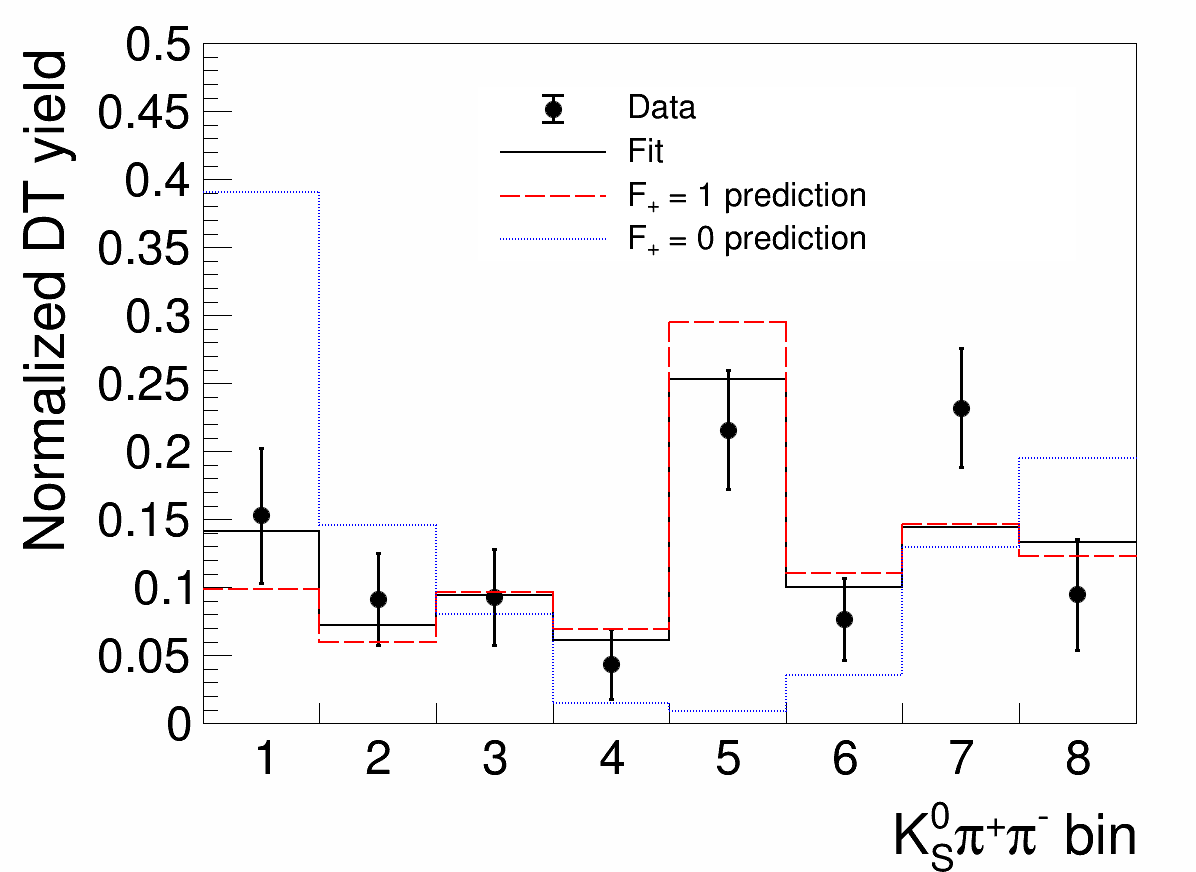 Normalized DT yield
0.5
0.45
0.4
0.35
0.3
0.25
0.2
0.15
0.1
0.05
0
Data
Fit
F₊ = 1 prediction
F₊ = 0 prediction
1 2 3 4 5 6 7 8
K⁰_S π⁺π⁻ bin